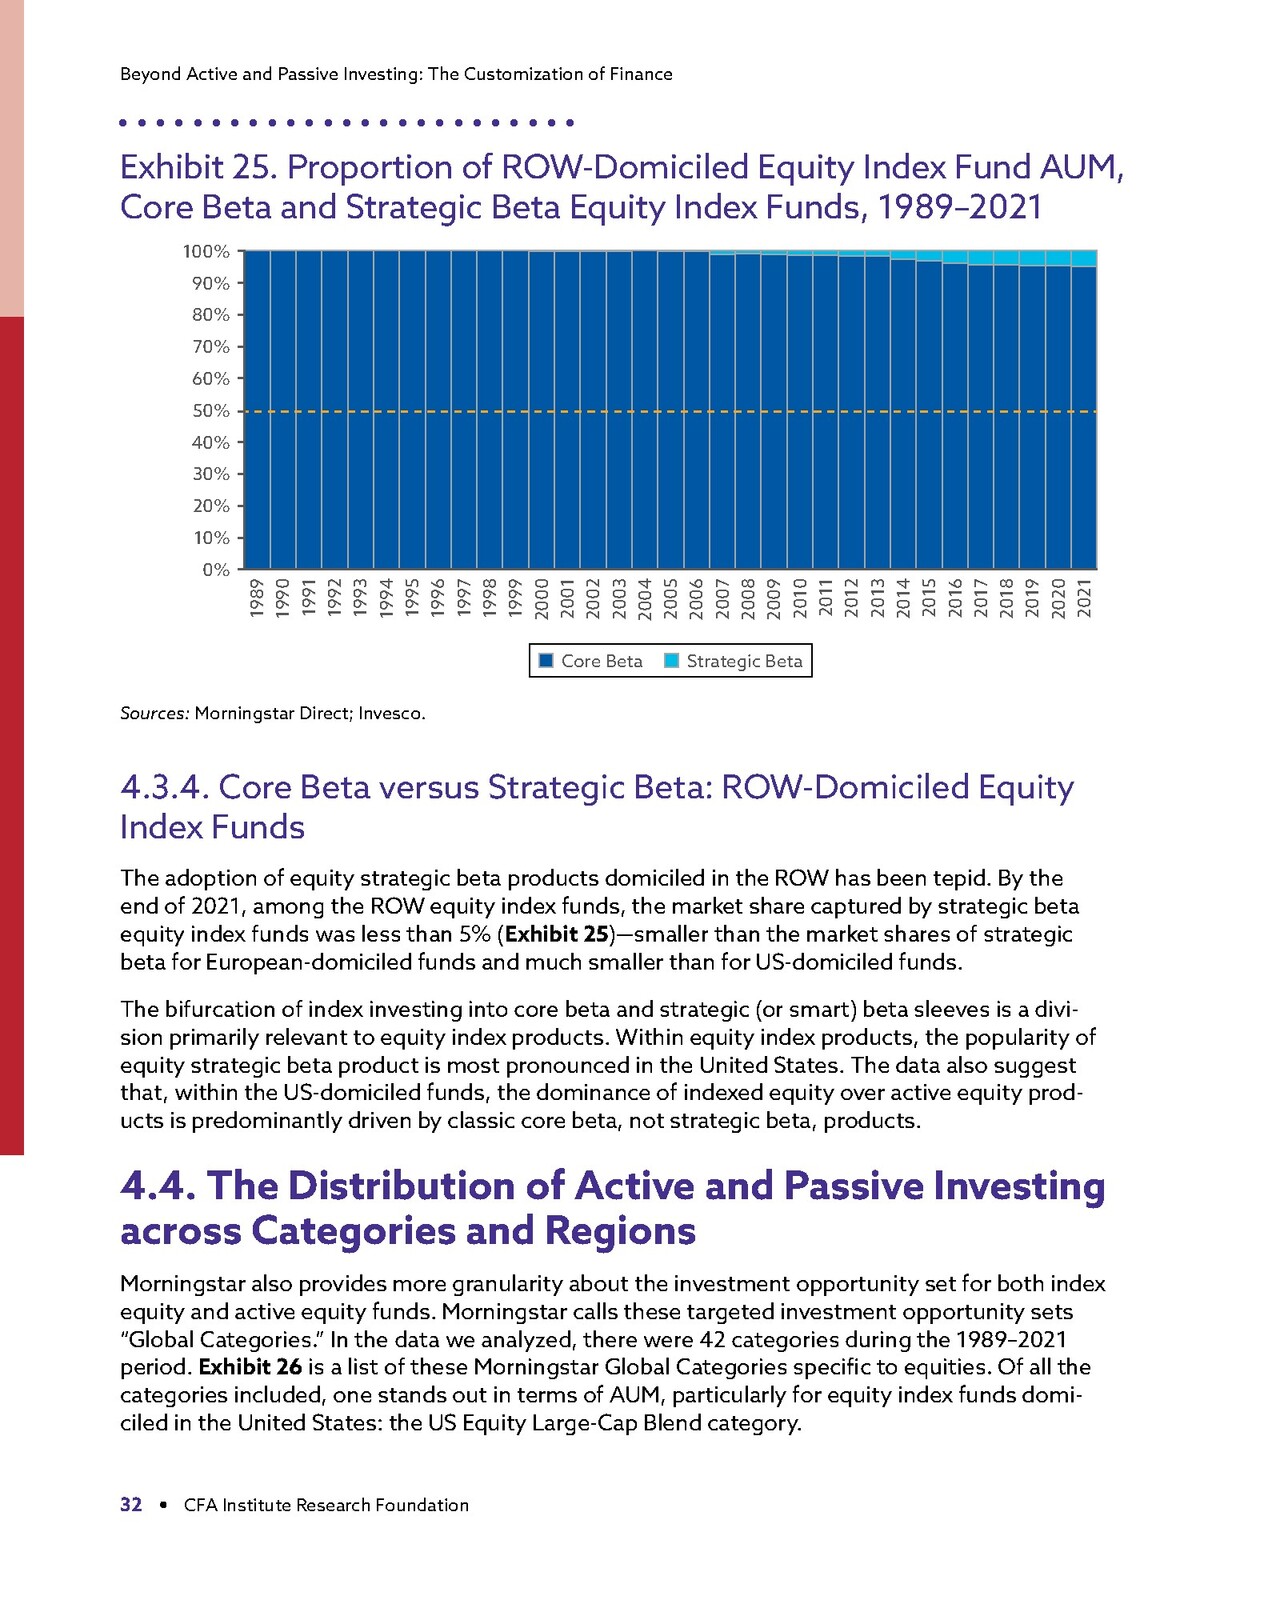 Beyond Active and Passive Investing: The Customization of Finance
Exhibit 25. Proportion of ROW-Domiciled Equity Index Fund AUM,
Core Beta and Strategic Beta Equity Index Funds, 1989–2021
100%
90%
80%
70%
60%
50%
40%
30%
20%
10%
0%
1989 1990 1991 1992 1993 1994 1995 1996 1997 1998 1999 2000 2001 2002 2003 2004 2005 2006 2007 2008 2009 2010 2011 2012 2013 2014 2015 2016 2017 2018 2019 2020 2021
Core Beta Strategic Beta
Sources: Morningstar Direct; Invesco.
4.3.4. Core Beta versus Strategic Beta: ROW-Domiciled Equity
Index Funds
The adoption of equity strategic beta products domiciled in the ROW has been tepid. By the
end of 2021, among the ROW equity index funds, the market share captured by strategic beta
equity index funds was less than 5% (Exhibit 25)—smaller than the market shares of strategic
beta for European-domiciled funds and much smaller than for US-domiciled funds.
The bifurcation of index investing into core beta and strategic (or smart) beta sleeves is a divi-
sion primarily relevant to equity index products. Within equity index products, the popularity of
equity strategic beta product is most pronounced in the United States. The data also suggest
that, within the US-domiciled funds, the dominance of indexed equity over active equity prod-
ucts is predominantly driven by classic core beta, not strategic beta, products.
4.4. The Distribution of Active and Passive Investing
across Categories and Regions
Morningstar also provides more granularity about the investment opportunity set for both index
equity and active equity funds. Morningstar calls these targeted investment opportunity sets
“Global Categories.” In the data we analyzed, there were 42 categories during the 1989–2021
period. Exhibit 26 is a list of these Morningstar Global Categories specific to equities. Of all the
categories included, one stands out in terms of AUM, particularly for equity index funds domi-
ciled in the United States: the US Equity Large-Cap Blend category.
32 • CFA Institute Research Foundation